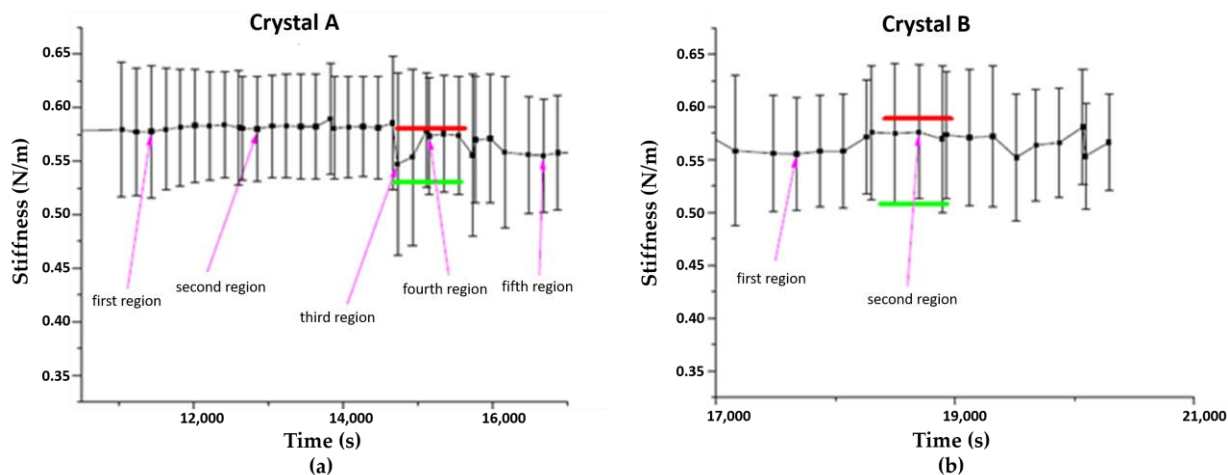 Crystal A
Stiffness (N/m)
0.65
0.60
0.55
0.50
0.45
0.40
0.35
first region
second region
third region
fourth region
fifth region
12,000
14,000
16,000
Time (s)
(a)
Crystal B
Stiffness (N/m)
0.65
0.60
0.55
0.50
0.45
0.40
0.35
first region
second region
17,000
19,000
21,000
Time (s)
(b)